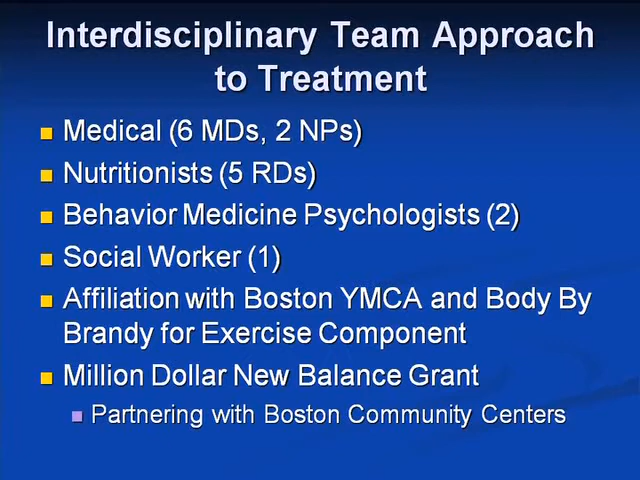 Interdisciplinary Team Approach
to Treatment
Medical (6 MDs, 2 NPs)
Nutritionists (5 RDs)
Behavior Medicine Psychologists (2)
Social Worker (1)
Affiliation with Boston YMCA and Body By
Brandy for Exercise Component
Million Dollar New Balance Grant
Partnering with Boston Community Centers